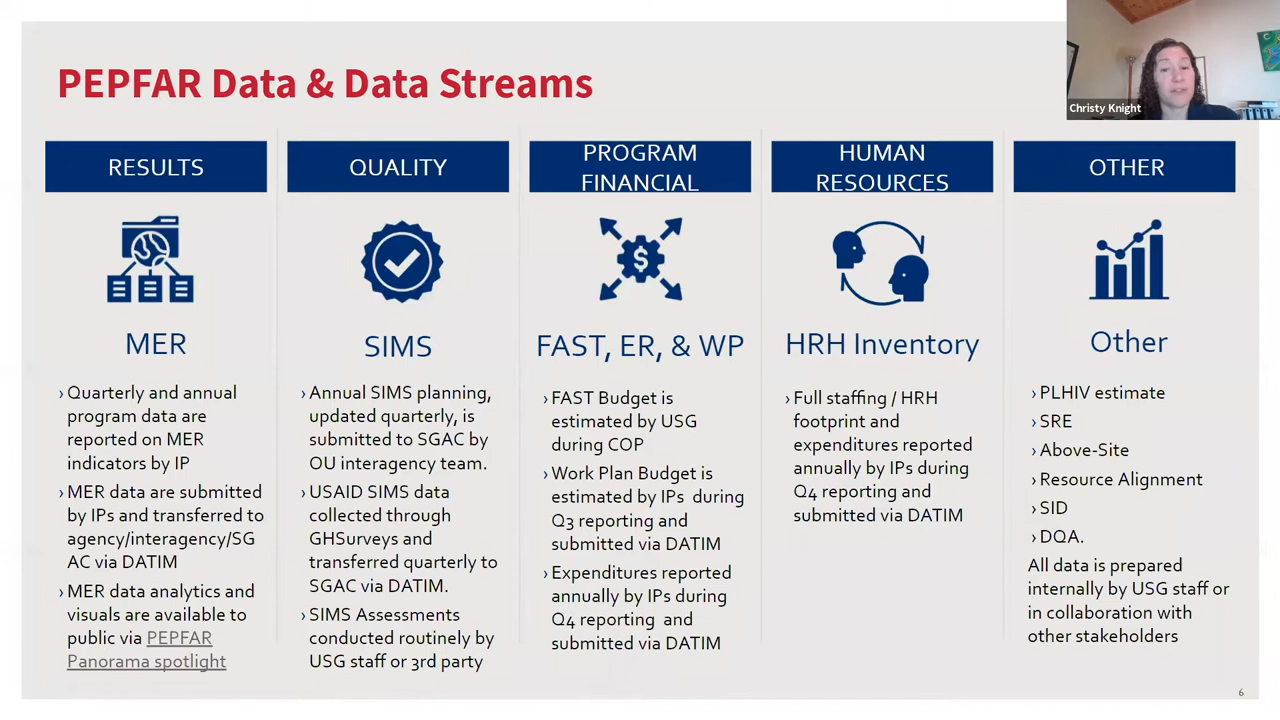 PEPFAR Data & Data Streams
Christy Knight
RESULTS
MER
› Quarterly and annual
program data are
reported on MER
indicators by IP
› MER data are submitted
by IPs and transferred to
agency/interagency/SG
AC via DATIM
› MER data analytics and
visuals are available to
public via PEPFAR
Panorama spotlight
QUALITY
SIMS
› Annual SIMS planning,
updated quarterly, is
submitted to SGAC by
OU interagency team.
› USAID SIMS data
collected through
GHSurveys and
transferred quarterly to
SGAC via DATIM.
› SIMS Assessments
conducted routinely by
USG staff or 3rd party
PROGRAM
FINANCIAL
$
FAST, ER, & WP
› FAST Budget is
estimated by USG
during COP
› Work Plan Budget is
estimated by IPs during
Q3 reporting and
submitted via DATIM
› Expenditures reported
annually by IPs during
Q4 reporting and
submitted via DATIM
HUMAN
RESOURCES
HRH Inventory
› Full staffing / HRH
footprint and
expenditures reported
annually by IPs during
Q4 reporting and
submitted via DATIM
OTHER
Other
› PLHIV estimate
› SRE
› Above-Site
› Resource Alignment
› SID
› DQA.
All data is prepared
internally by USG staff or
in collaboration with
other stakeholders
6